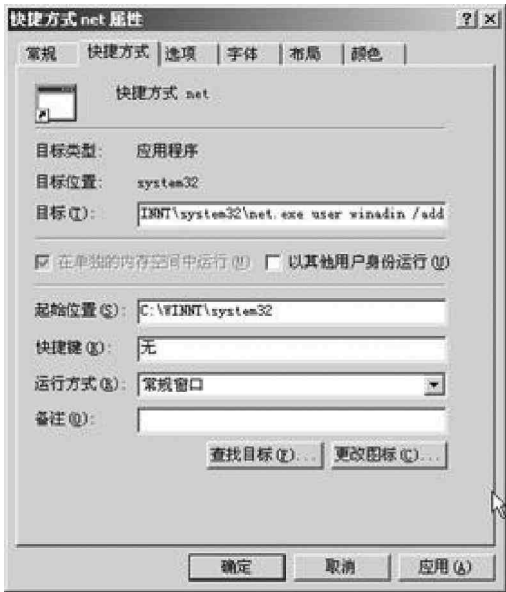 快捷方式 net 属性
常规 快捷方式 选项 字体 布局 颜色
快捷方式 net
目标类型: 应用程序
目标位置: system32
目标(T): INNT\system32\net.exe user winadin /add
在单独的内存空间中运行(M) 以其他用户身份运行(U)
起始位置(S): C:\WINNT\system32
快捷键(K): 无
运行方式(R): 常规窗口
备注(O):
查找目标(F)... 更改图标(C)...
确定 取消 应用(A)